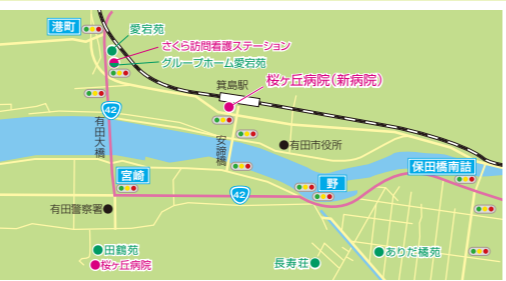 港町
愛宕苑
さくら訪問看護ステーション
グループホーム愛宕苑
箕島駅
桜ヶ丘病院(新病院)
42
有田大橋
安諦橋
有田市役所
宮崎
42
野
保田橋南詰
有田警察署
田鶴苑
桜ヶ丘病院
長寿荘
ありだ橘苑